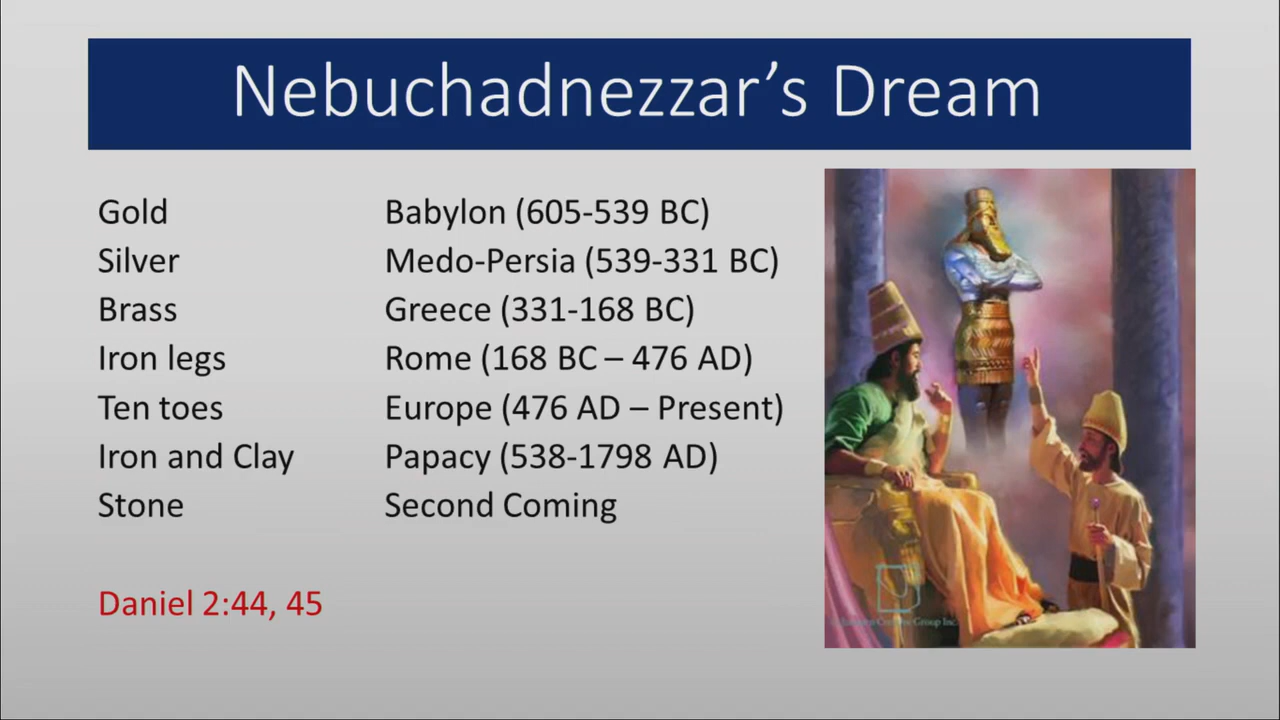 Nebuchadnezzar’s Dream
Gold Babylon (605-539 BC)
Silver Medo-Persia (539-331 BC)
Brass Greece (331-168 BC)
Iron legs Rome (168 BC – 476 AD)
Ten toes Europe (476 AD – Present)
Iron and Clay Papacy (538-1798 AD)
Stone Second Coming
Daniel 2:44, 45
Group Inc.